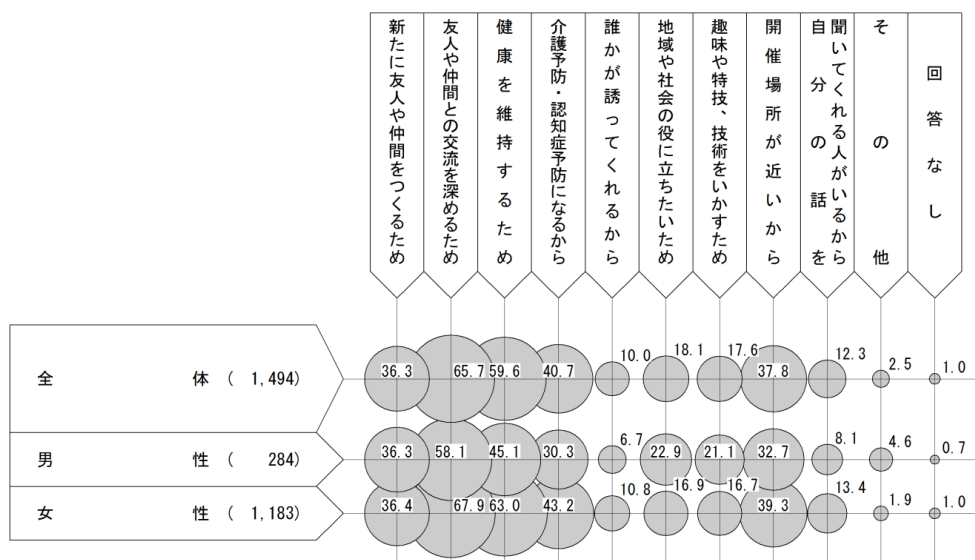 新たに友人や仲間をつくるため
友人や仲間との交流を深めるため
健康を維持するため
介護予防・認知症予防になるから
誰かが誘ってくれるから
地域や社会の役に立ちたいため
趣味や特技、技術をいかすため
開催場所が近いから
自分の話を
聞いてくれる人がいるから
その他
回答なし
全体 ( 1,494) 36.3 65.7 59.6 40.7 10.0 18.1 17.6 37.8 12.3 2.5 1.0
男性 ( 284) 36.3 58.1 45.1 30.3 6.7 22.9 21.1 32.7 8.1 4.6 0.7
女性 ( 1,183) 36.4 67.9 63.0 43.2 10.8 16.9 16.7 39.3 13.4 1.9 1.0